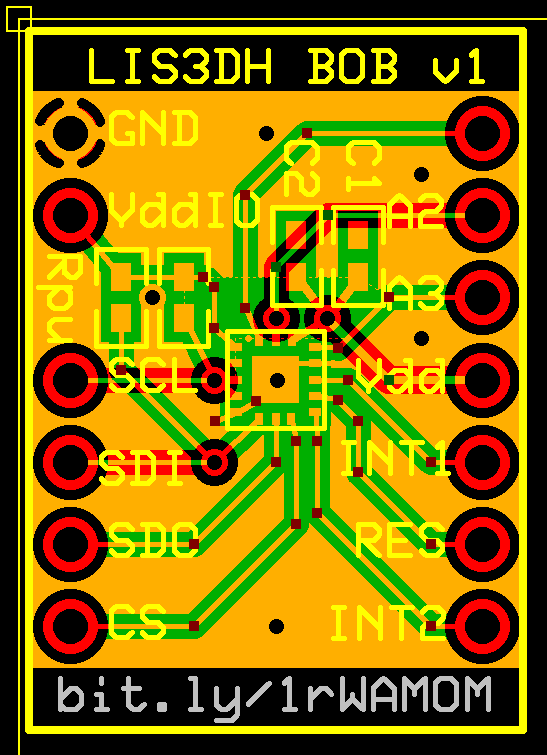 LIS3DH BOB v1
GND
C2 C1
VddIO A2
Rpu A3
SCL Vdd
SDI INT1
SDO RES
CS INT2
bit.ly/1rWAMOM